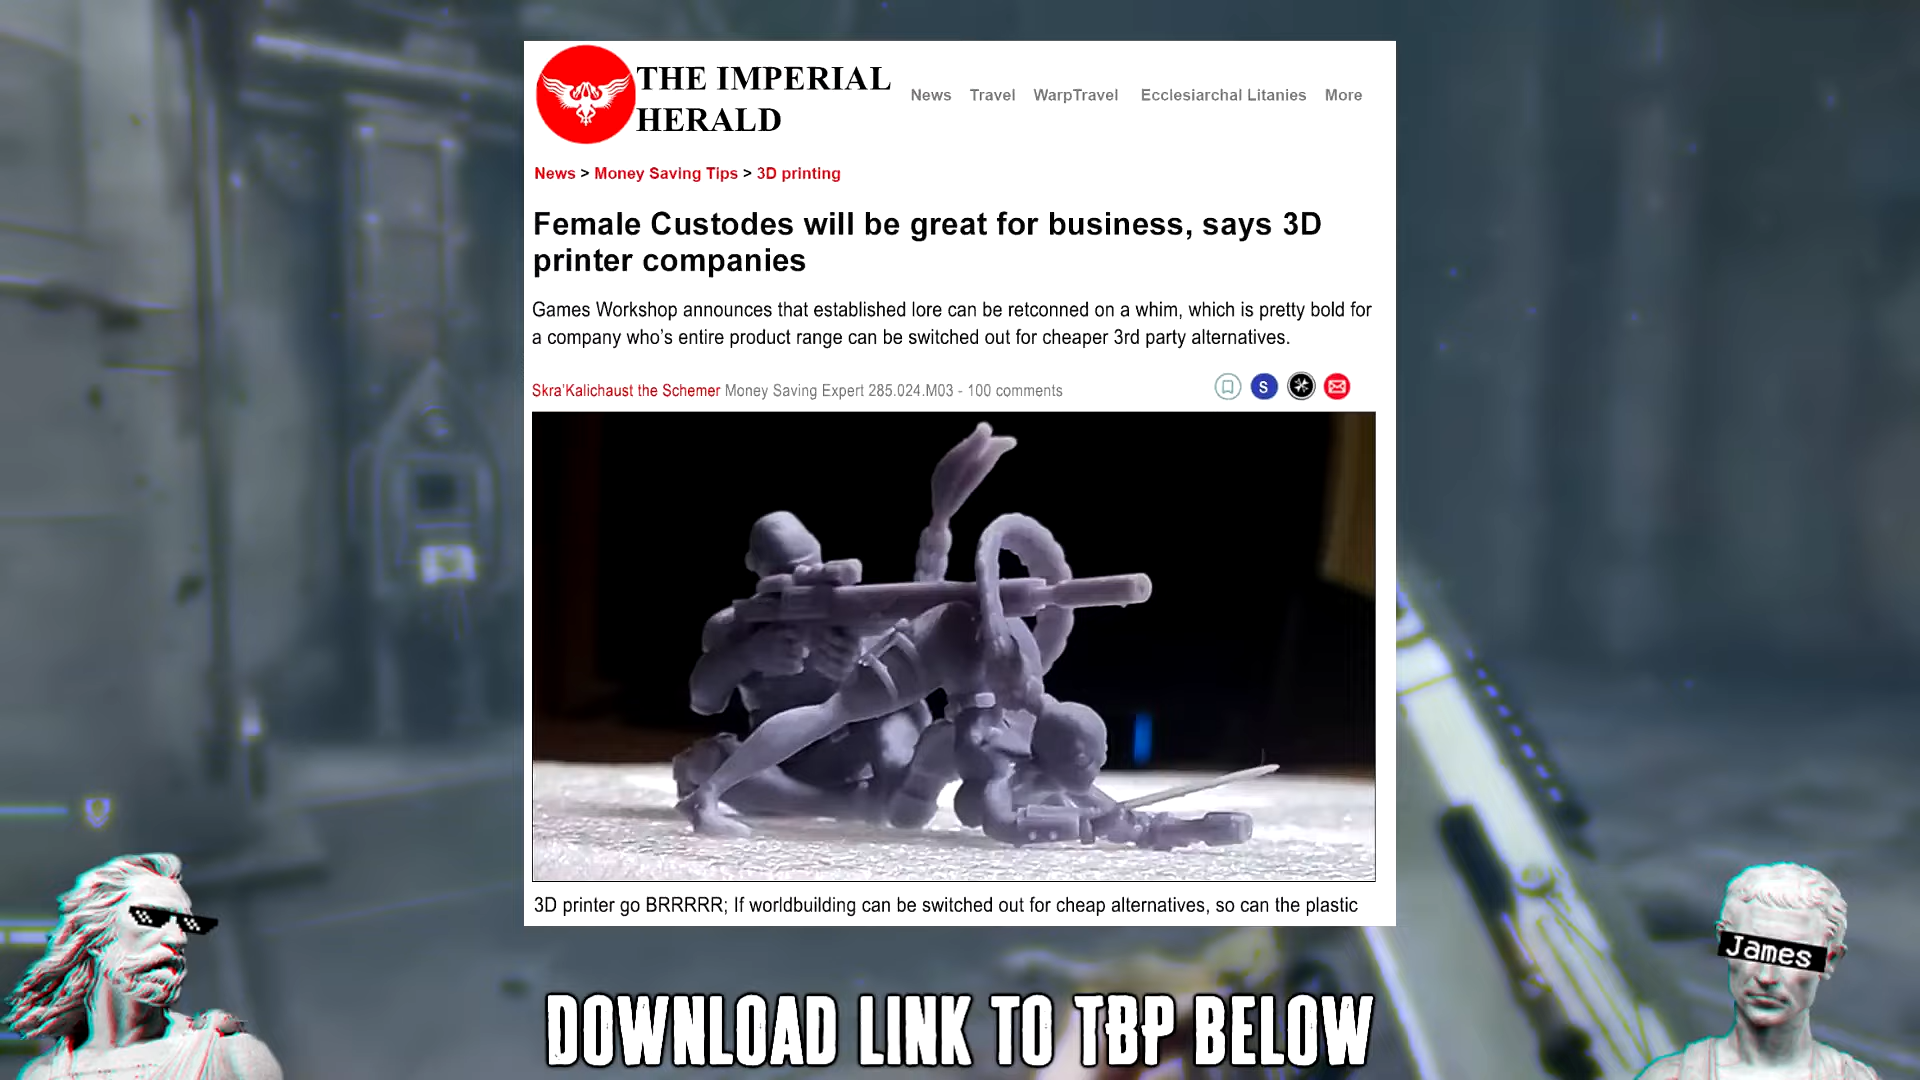 THE IMPERIAL
HERALD
News Travel WarpTravel Ecclesiarchal Litanies More
News > Money Saving Tips > 3D printing
Female Custodes will be great for business, says 3D
printer companies
Games Workshop announces that established lore can be retconned on a whim, which is pretty bold for
a company who's entire product range can be switched out for cheaper 3rd party alternatives.
Skra'Kalichaust the Schemer Money Saving Expert 285.024.M03 - 100 comments
S
3D printer go BRRRRR; If worldbuilding can be switched out for cheap alternatives, so can the plastic
James
DOWNLOAD LINK TO TBP BELOW